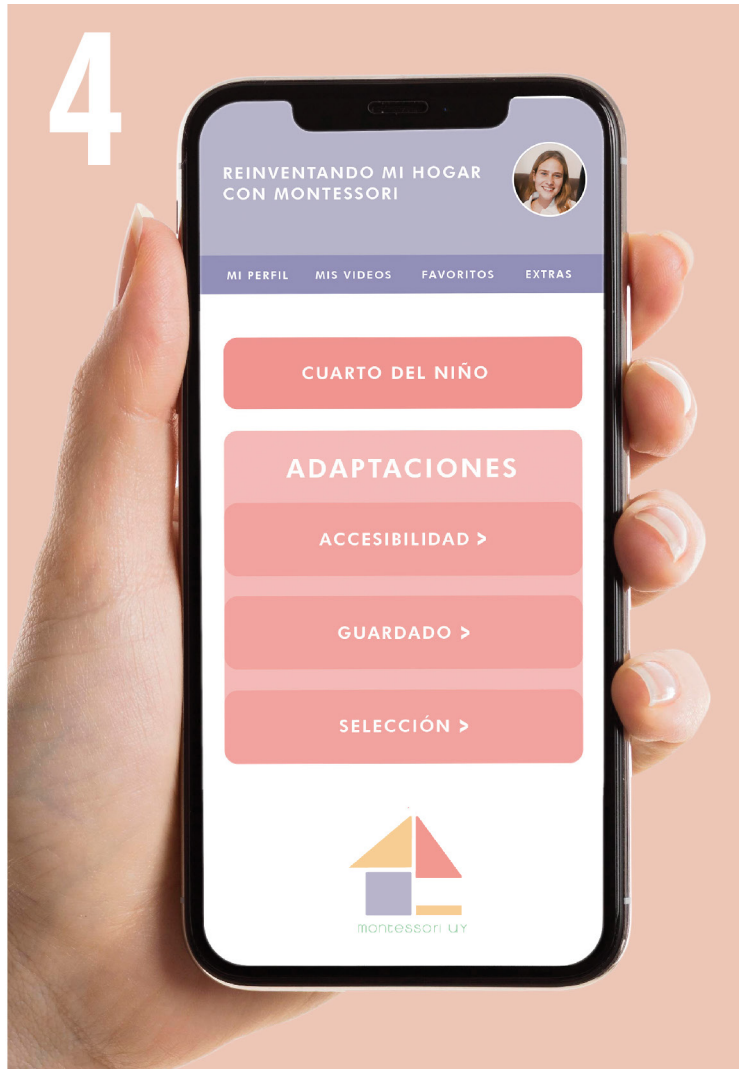 4
REINVENTANDO MI HOGAR
CON MONTESSORI
MI PERFIL MIS VIDEOS FAVORITOS EXTRAS
CUARTO DEL NIÑO
ADAPTACIONES
ACCESIBILIDAD >
GUARDADO >
SELECCIÓN >
montessori uy